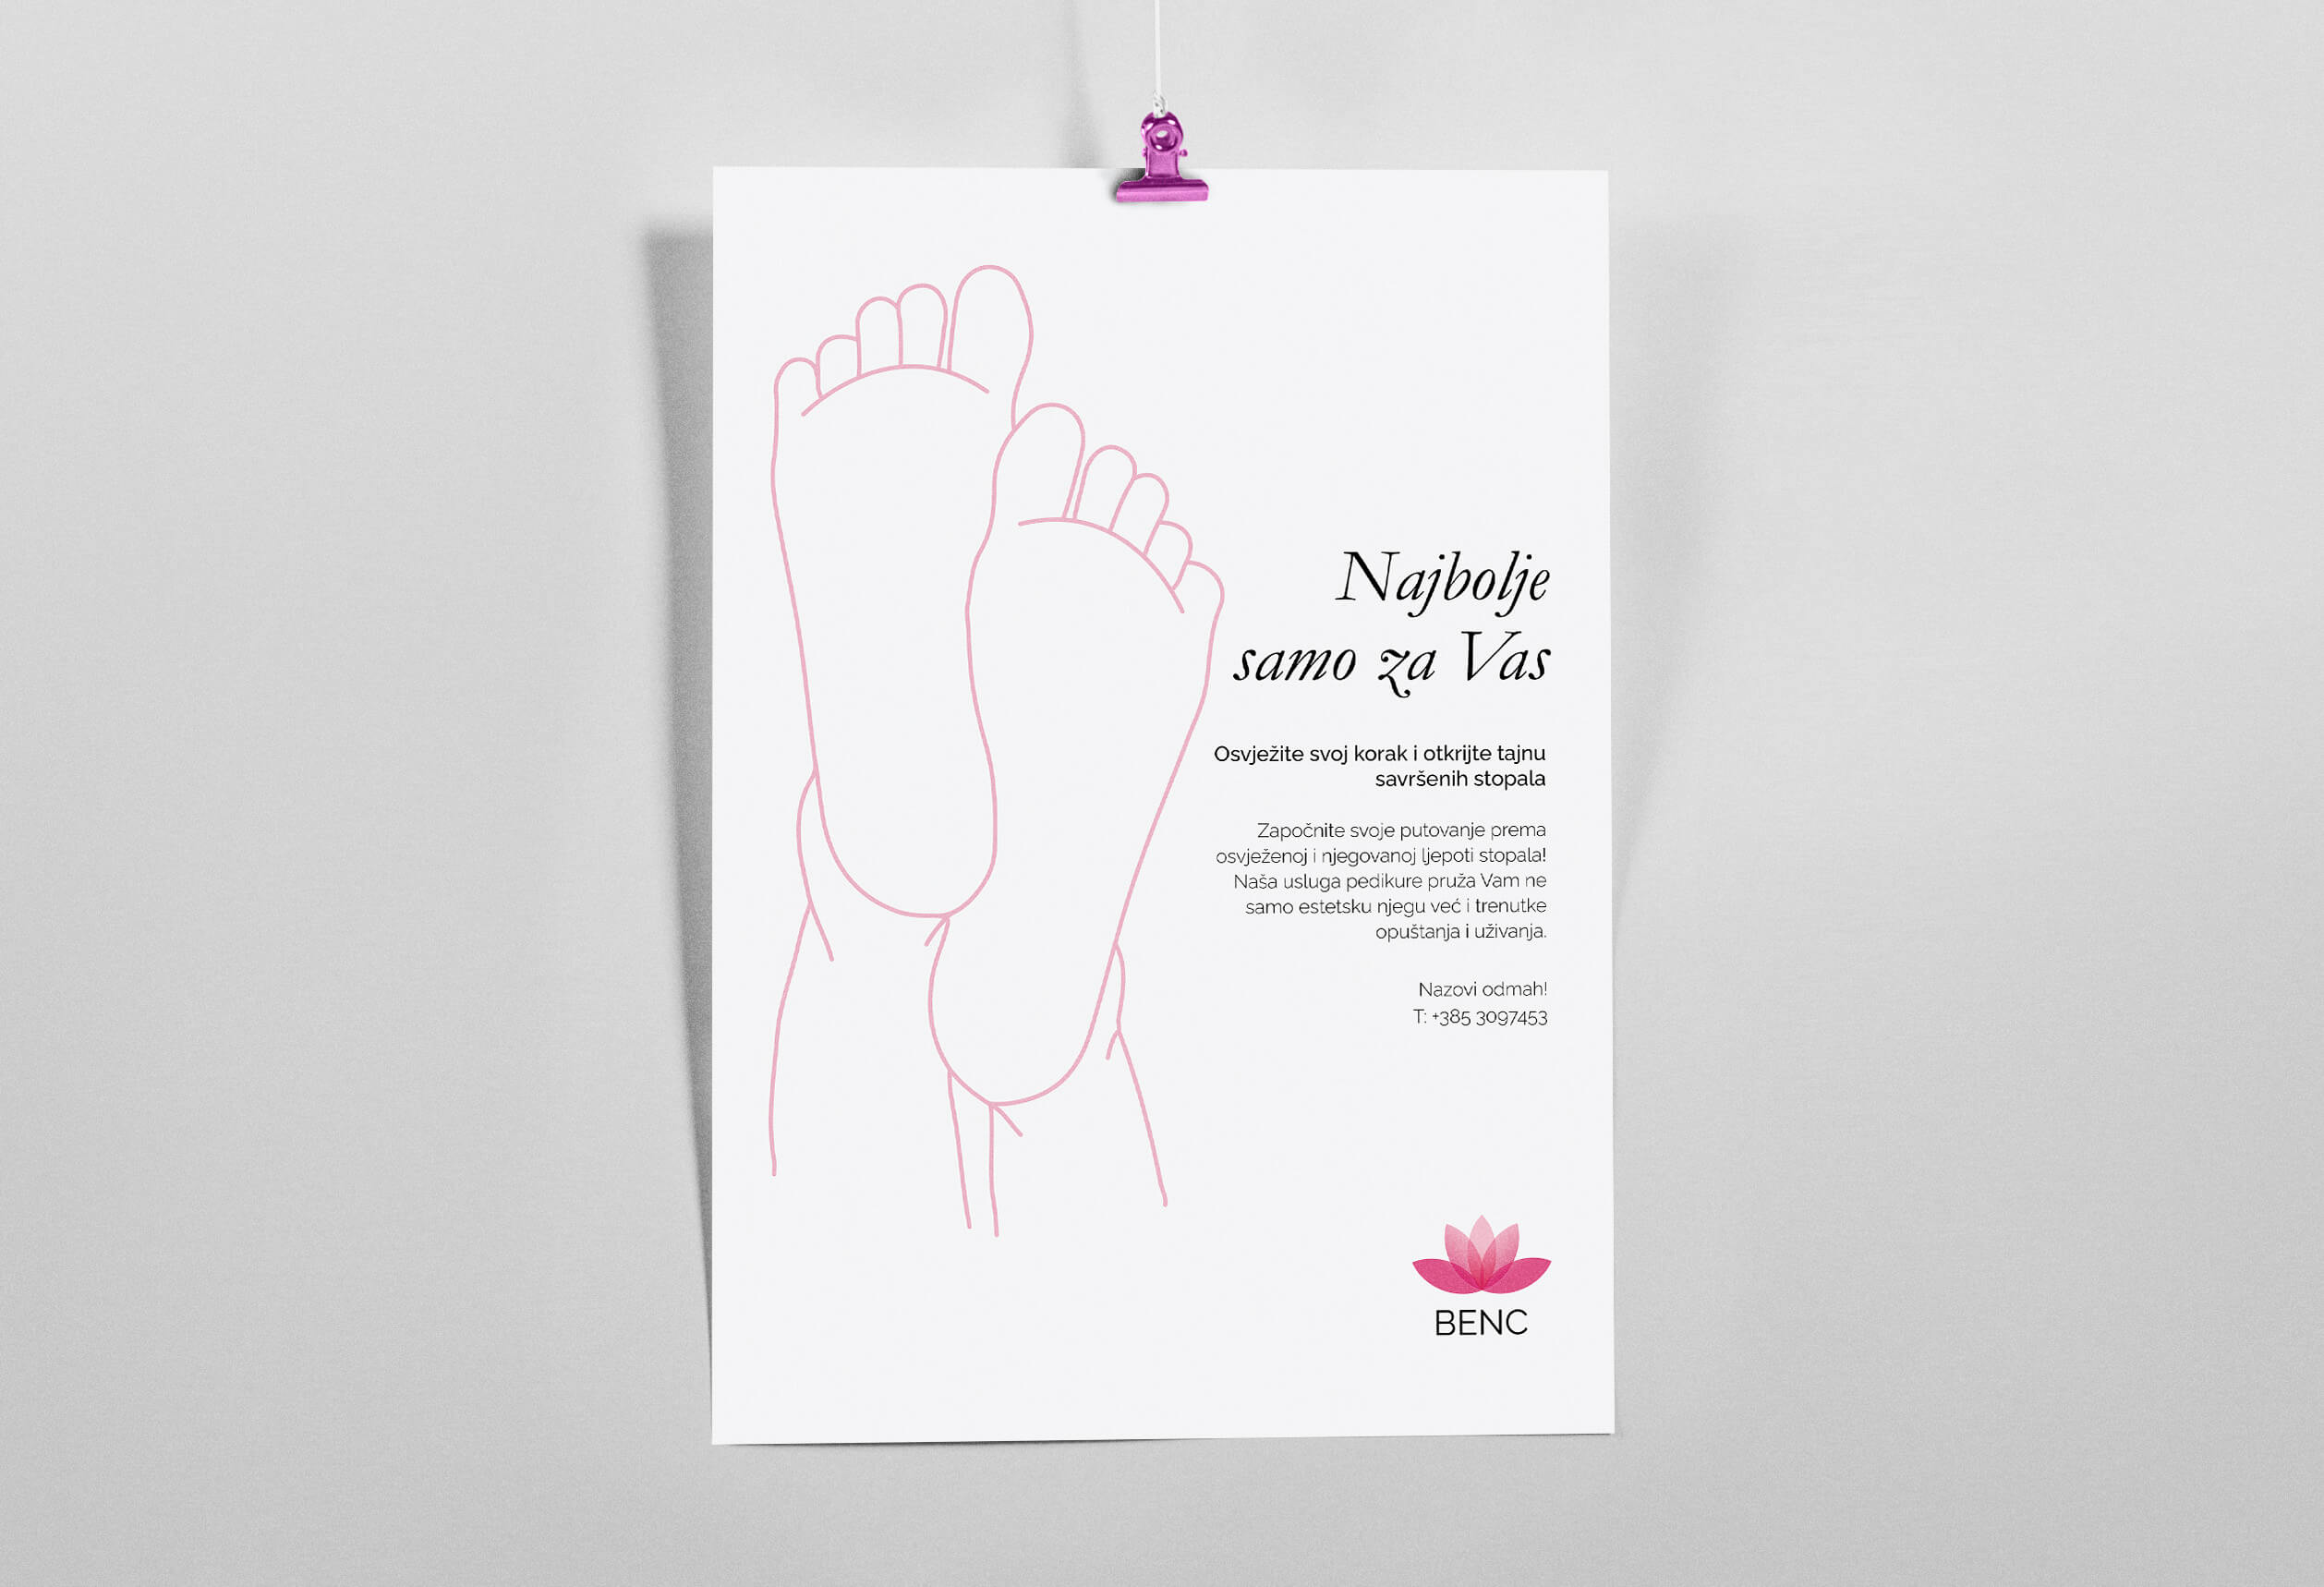 Najbolje
samo za Vas
Osvježite svoj korak i otkrijte tajnu
savršenih stopala
Započnite svoje putovanje prema
osvježenoj i njegovanoj ljepoti stopala!
Naša usluga pedikure pruža Vam ne
samo estetsku njegu već i trenutke
opuštanja i uživanja.
Nazovi odmah!
T: +385 3097453
BENC